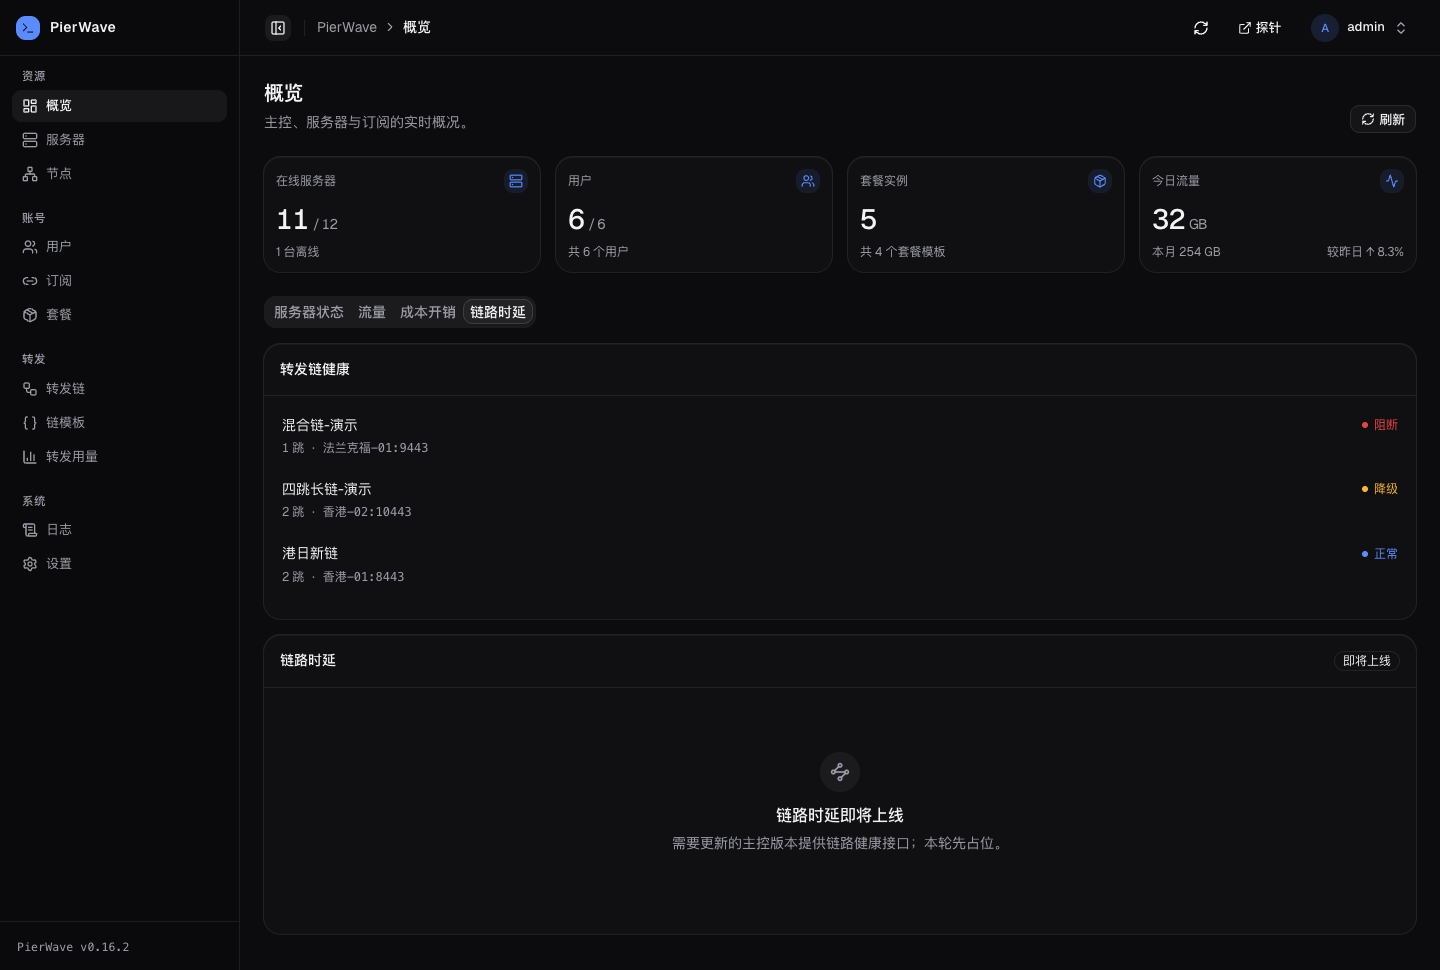 PierWave
PierWave > 概览
探针
A
admin
资源
概览
服务器
节点
账号
用户
订阅
套餐
转发
转发链
链模板
转发用量
系统
日志
设置
PierWave v0.16.2
概览
主控、服务器与订阅的实时概况。
刷新
在线服务器
11 / 12
1 台离线
用户
6 / 6
共 6 个用户
套餐实例
5
共 4 个套餐模板
今日流量
32 GB
本月 254 GB
较昨日 ↑ 8.3%
服务器状态 流量 成本开销 链路时延
转发链健康
混合链-演示
阻断
1 跳 · 法兰克福-01:9443
四跳长链-演示
降级
2 跳 · 香港-02:10443
港日新链
正常
2 跳 · 香港-01:8443
链路时延
即将上线
链路时延即将上线
需要更新的主控版本提供链路健康接口；本轮先占位。